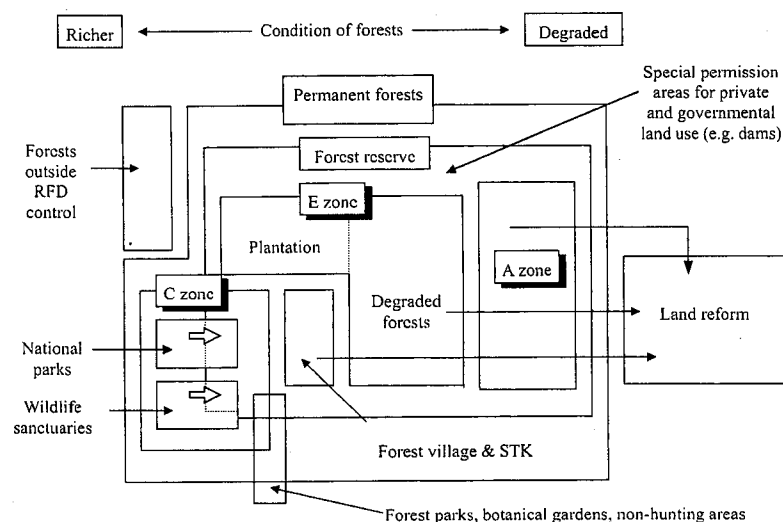 Richer
Condition of forests
Degraded
Special permission
areas for private
and governmental
land use (e.g. dams)
Permanent forests
Forests
outside
RFD
control
Forest reserve
E zone
Plantation
A zone
C zone
Degraded
forests
Land reform
National
parks
Wildlife
sanctuaries
Forest village & STK
Forest parks, botanical gardens, non-hunting areas